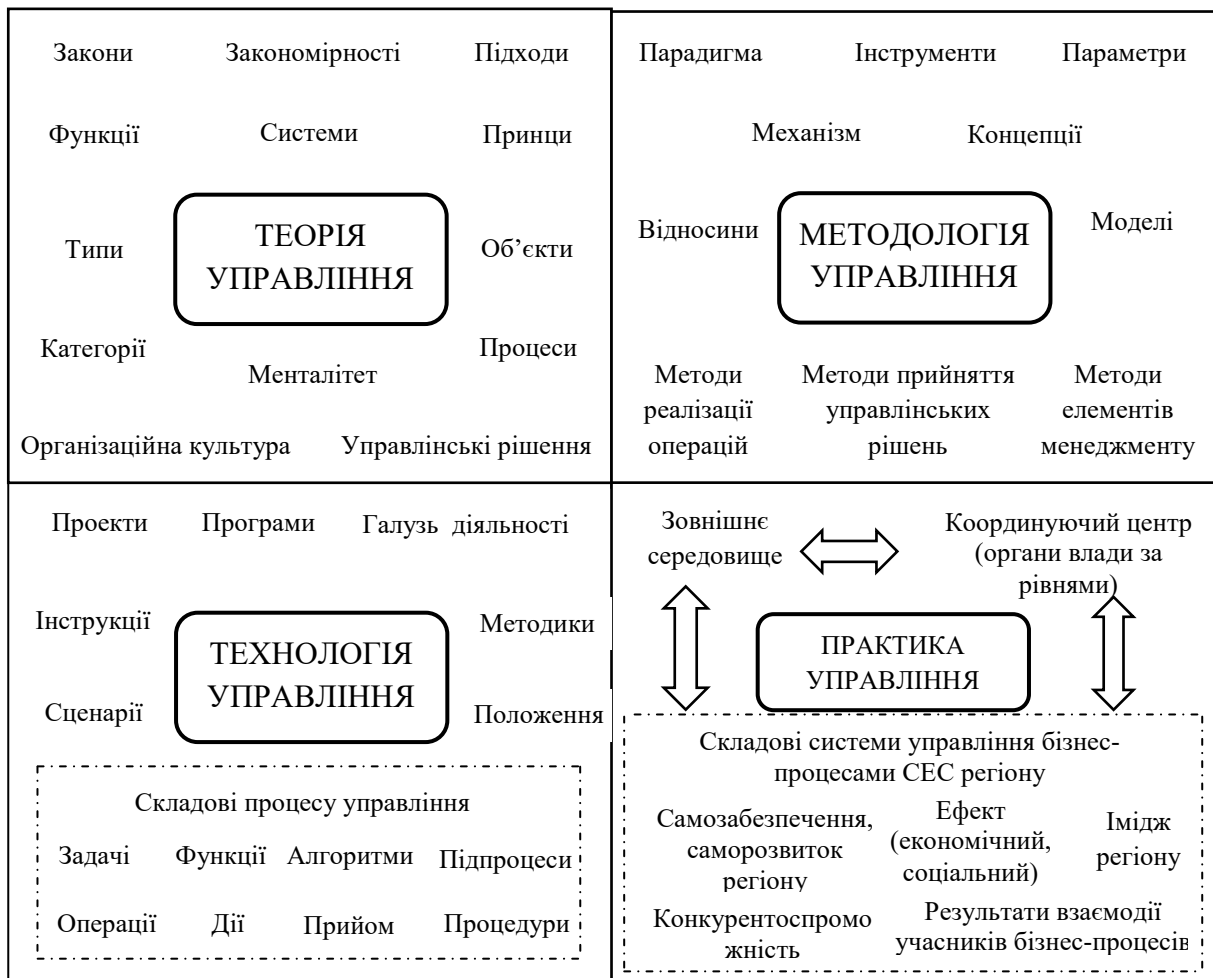 Закони Закономірності Підходи
Функції Системи Принци
ТЕОРІЯ
УПРАВЛІННЯ
Типи Об’єкти
Категорії Процеси
Менталітет
Організаційна культура Управлінські рішення
Парадигма Інструменти Параметри
Механізм Концепції
Відносини Моделі
МЕТОДОЛОГІЯ
УПРАВЛІННЯ
Методи
реалізації
операцій
Методи прийняття
управлінських
рішень
Методи
елементів
менеджменту
Проекти Програми Галузь діяльності
Інструкції Методики
ТЕХНОЛОГІЯ
УПРАВЛІННЯ
Сценарії Положення
Складові процесу управління
Задачі Функції Алгоритми Підпроцеси
Операції Дії Прийом Процедури
Зовнішнє
середовище
Координуючий центр
(органи влади за
рівнями)
ПРАКТИКА
УПРАВЛІННЯ
Складові системи управління бізнес-
процесами СЕС регіону
Самозабезпечення,
саморозвиток
регіону
Ефект
(економічний,
соціальний)
Імідж
регіону
Конкурентоспромо
жність
Результати взаємодії
учасників бізнес-процесів